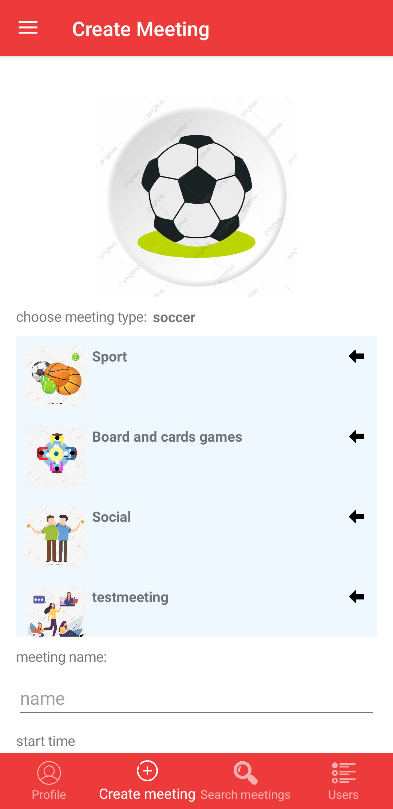 Create Meeting
choose meeting type: soccer
Sport
Board and cards games
Social
testmeeting
meeting name:
name
start time
Profile
Create meeting
Search meetings
Users